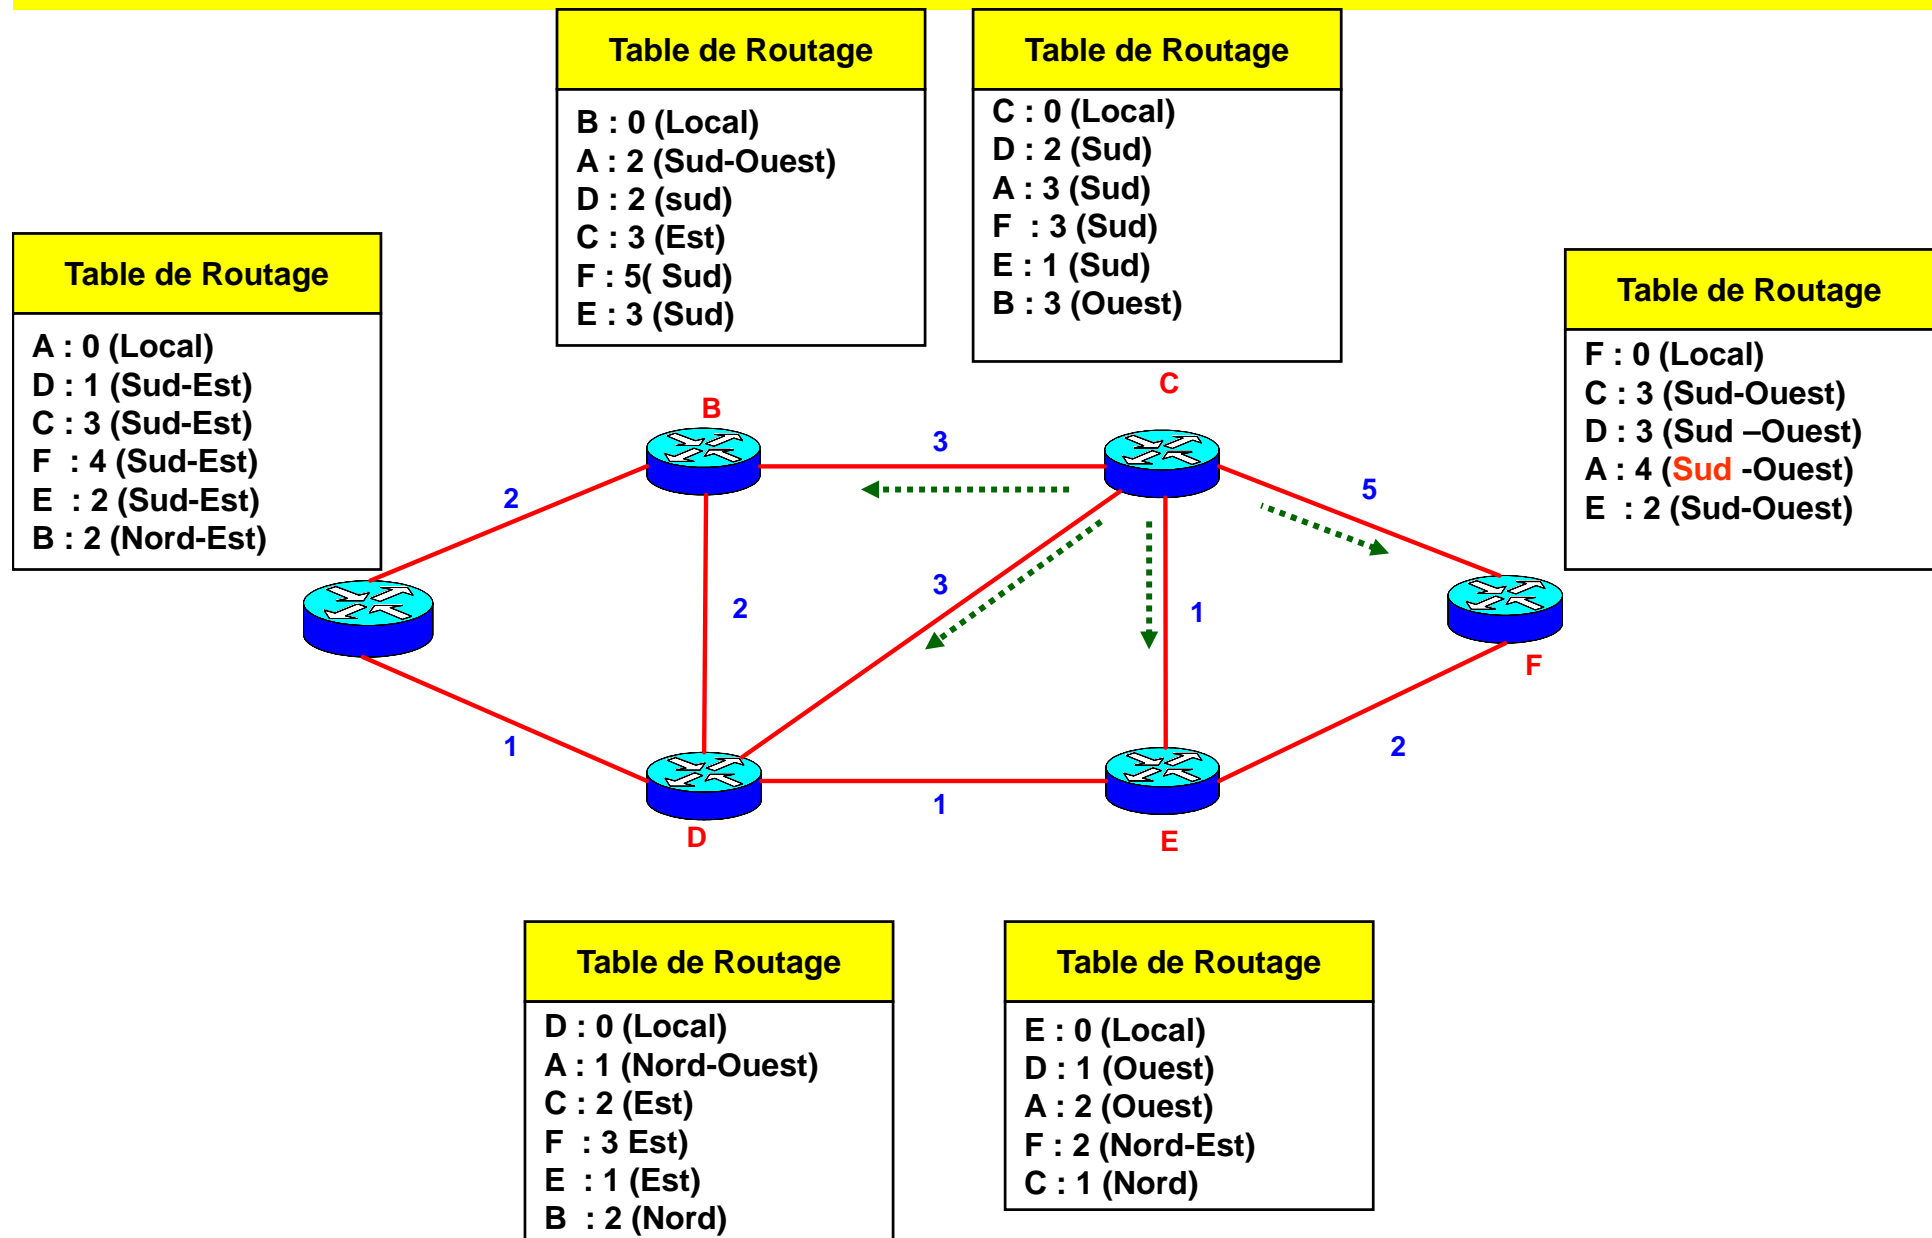 Table de Routage
B : 0 (Local)
A : 2 (Sud-Ouest)
D : 2 (sud)
C : 3 (Est)
F : 5( Sud)
E : 3 (Sud)
Table de Routage
C : 0 (Local)
D : 2 (Sud)
A : 3 (Sud)
F : 3 (Sud)
E : 1 (Sud)
B : 3 (Ouest)
Table de Routage
A : 0 (Local)
D : 1 (Sud-Est)
C : 3 (Sud-Est)
F : 4 (Sud-Est)
E : 2 (Sud-Est)
B : 2 (Nord-Est)
Table de Routage
F : 0 (Local)
C : 3 (Sud-Ouest)
D : 3 (Sud –Ouest)
A : 4 (Sud -Ouest)
E : 2 (Sud-Ouest)
C
B
3
2
5
3
2
1
F
1
2
1
D
E
Table de Routage
D : 0 (Local)
A : 1 (Nord-Ouest)
C : 2 (Est)
F : 3 Est)
E : 1 (Est)
B : 2 (Nord)
Table de Routage
E : 0 (Local)
D : 1 (Ouest)
A : 2 (Ouest)
F : 2 (Nord-Est)
C : 1 (Nord)